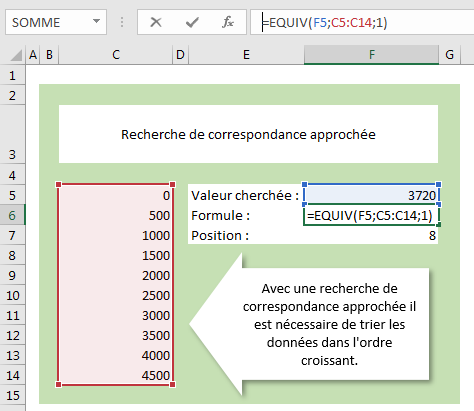 SOMME =EQUIV(F5;C5:C14;1)
A B C D E F G
1
2
3 Recherche de correspondance approchée
4
5 0 Valeur cherchée : 3720
6 500 Formule : =EQUIV(F5;C5:C14;1)
7 1000 Position : 8
8 1500
9 2000
10 2500
11 3000
12 3500
13 4000
14 4500
15
Avec une recherche de
correspondance approchée il
est nécessaire de trier les
données dans l'ordre
croissant.